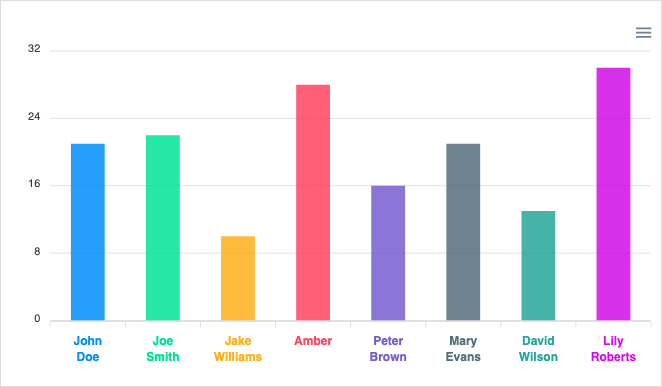 32
24
16
8
0
John
Doe
Joe
Smith
Jake
Williams
Amber
Peter
Brown
Mary
Evans
David
Wilson
Lily
Roberts